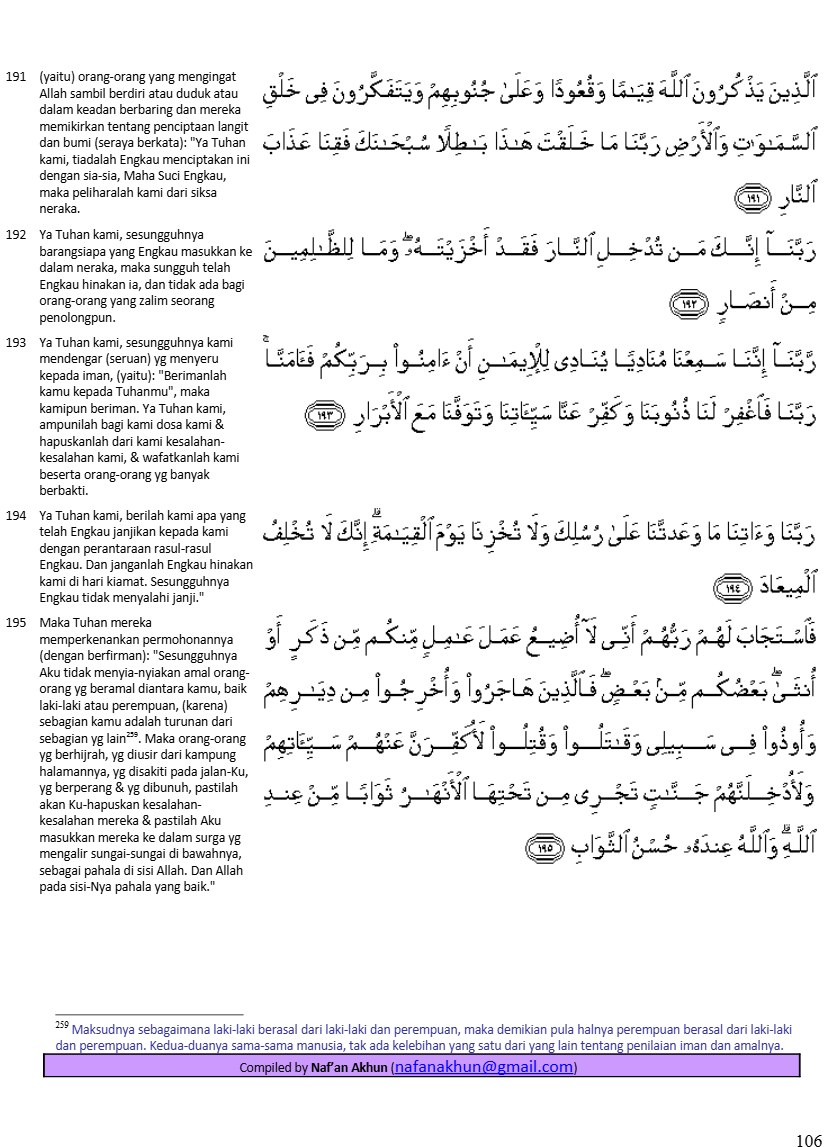 191 (yaitu) orang-orang yang mengingat
Allah sambil berdiri atau duduk atau
dalam keadan berbaring dan mereka
memikirkan tentang penciptaan langit
dan bumi (seraya berkata): "Ya Tuhan
kami, tiadalah Engkau menciptakan ini
dengan sia-sia, Maha Suci Engkau,
maka peliharalah kami dari siksa
neraka.
ٱلَّذِينَ يَذْكُرُونَ ٱللَّهَ قِيَـٰمًا وَقُعُودًا وَعَلَىٰ جُنُوبِهِمْ وَيَتَفَكَّرُونَ فِى خَلْقِ
ٱلسَّمَـٰوَٰتِ وَٱلْأَرْضِ رَبَّنَا مَا خَلَقْتَ هَـٰذَا بَـٰطِلًا سُبْحَـٰنَكَ فَقِنَا عَذَابَ
ٱلنَّارِ ١٩١
192 Ya Tuhan kami, sesungguhnya
barangsiapa yang Engkau masukkan ke
dalam neraka, maka sungguh telah
Engkau hinakan ia, dan tidak ada bagi
orang-orang yang zalim seorang
penolongpun.
رَبَّنَآ إِنَّكَ مَن تُدْخِلِ ٱلنَّارَ فَقَدْ أَخْزَيْتَهُۥ ۖ وَمَا لِلظَّـٰلِمِينَ
مِنْ أَنصَارٍ ١٩٢
193 Ya Tuhan kami, sesungguhnya kami
mendengar (seruan) yg menyeru
kepada iman, (yaitu): "Berimanlah
kamu kepada Tuhanmu", maka
kamipun beriman. Ya Tuhan kami,
ampunilah bagi kami dosa kami &
hapuskanlah dari kami kesalahan-
kesalahan kami, & wafatkanlah kami
beserta orang-orang yg banyak
berbakti.
رَّبَّنَآ إِنَّنَا سَمِعْنَا مُنَادِيًا يُنَادِى لِلْإِيمَـٰنِ أَنْ ءَامِنُوا۟ بِرَبِّكُمْ فَـَٔامَنَّا ۚ
رَبَّنَا فَٱغْفِرْ لَنَا ذُنُوبَنَا وَكَفِّرْ عَنَّا سَيِّـَٔاتِنَا وَتَوَفَّنَا مَعَ ٱلْأَبْرَارِ ١٩٣
194 Ya Tuhan kami, berilah kami apa yang
telah Engkau janjikan kepada kami
dengan perantaraan rasul-rasul
Engkau. Dan janganlah Engkau hinakan
kami di hari kiamat. Sesungguhnya
Engkau tidak menyalahi janji."
رَبَّنَا وَءَاتِنَا مَا وَعَدتَّنَا عَلَىٰ رُسُلِكَ وَلَا تُخْزِنَا يَوْمَ ٱلْقِيَـٰمَةِ ۗ إِنَّكَ لَا تُخْلِفُ
ٱلْمِيعَادَ ١٩٤
195 Maka Tuhan mereka
memperkenankan permohonannya
(dengan berfirman): "Sesungguhnya
Aku tidak menyia-nyiakan amal orang-
orang yg beramal diantara kamu, baik
laki-laki atau perempuan, (karena)
sebagian kamu adalah turunan dari
sebagian yg lain²⁵⁹. Maka orang-orang
yg berhijrah, yg diusir dari kampung
halamannya, yg disakiti pada jalan-Ku,
yg berperang & yg dibunuh, pastilah
akan Ku-hapuskan kesalahan-
kesalahan mereka & pastilah Aku
masukkan mereka ke dalam surga yg
mengalir sungai-sungai di bawahnya,
sebagai pahala di sisi Allah. Dan Allah
pada sisi-Nya pahala yang baik."
فَٱسْتَجَابَ لَهُمْ رَبُّهُمْ أَنِّى لَآ أُضِيعُ عَمَلَ عَـٰمِلٍ مِّنكُم مِّن ذَكَرٍ أَوْ
أُنثَىٰ ۖ بَعْضُكُم مِّنۢ بَعْضٍ ۖ فَٱلَّذِينَ هَاجَرُوا۟ وَأُخْرِجُوا۟ مِن دِيَـٰرِهِمْ
وَأُوذُوا۟ فِى سَبِيلِى وَقَـٰتَلُوا۟ وَقُتِلُوا۟ لَأُكَفِّرَنَّ عَنْهُمْ سَيِّـَٔاتِهِمْ
وَلَأُدْخِلَنَّهُمْ جَنَّـٰتٍ تَجْرِى مِن تَحْتِهَا ٱلْأَنْهَـٰرُ ثَوَابًا مِّنْ عِندِ
ٱللَّهِ ۗ وَٱللَّهُ عِندَهُۥ حُسْنُ ٱلثَّوَابِ ١٩٥
²⁵⁹ Maksudnya sebagaimana laki-laki berasal dari laki-laki dan perempuan, maka demikian pula halnya perempuan berasal dari laki-laki
dan perempuan. Kedua-duanya sama-sama manusia, tak ada kelebihan yang satu dari yang lain tentang penilaian iman dan amalnya.
Compiled by Naf'an Akhun (nafanakhun@gmail.com)
106